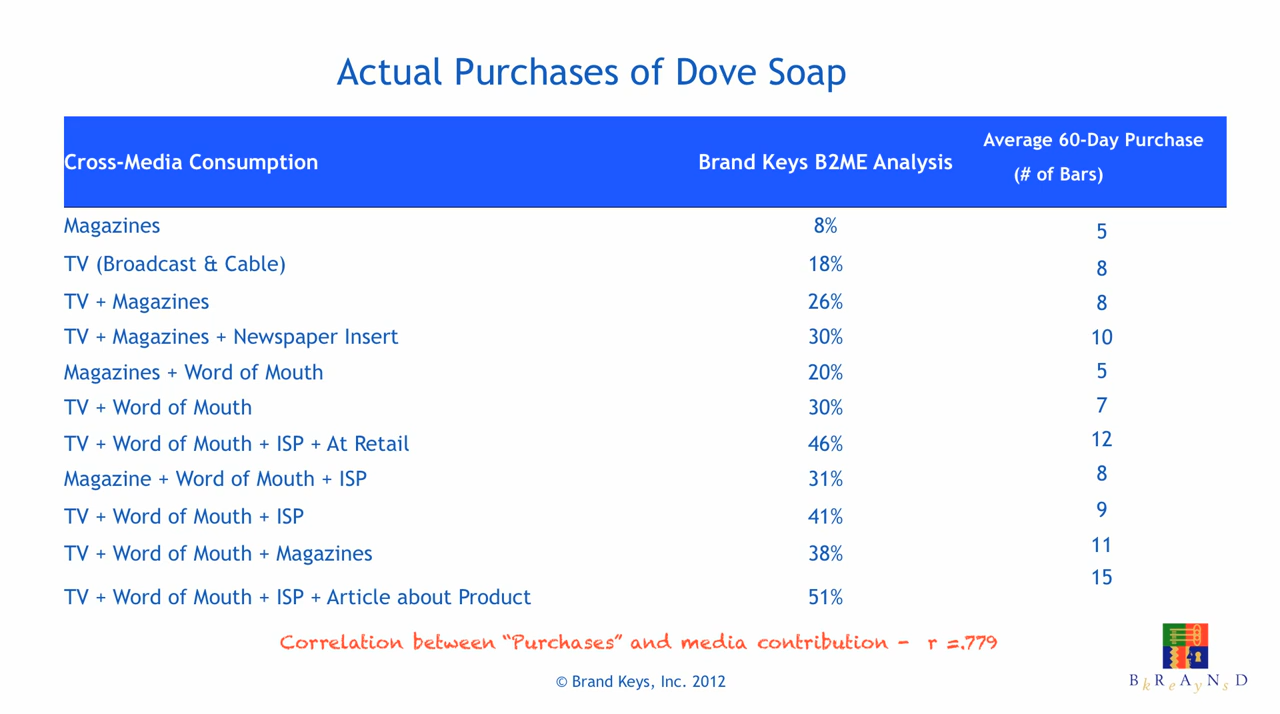 Actual Purchases of Dove Soap
Cross-Media Consumption Brand Keys B2ME Analysis Average 60-Day Purchase
(# of Bars)
Magazines 8% 5
TV (Broadcast & Cable) 18% 8
TV + Magazines 26% 8
TV + Magazines + Newspaper Insert 30% 10
Magazines + Word of Mouth 20% 5
TV + Word of Mouth 30% 7
TV + Word of Mouth + ISP + At Retail 46% 12
Magazine + Word of Mouth + ISP 31% 8
TV + Word of Mouth + ISP 41% 9
TV + Word of Mouth + Magazines 38% 11
TV + Word of Mouth + ISP + Article about Product 51% 15
Correlation between “Purchases” and media contribution - r =.779
© Brand Keys, Inc. 2012
BkReAyNsD